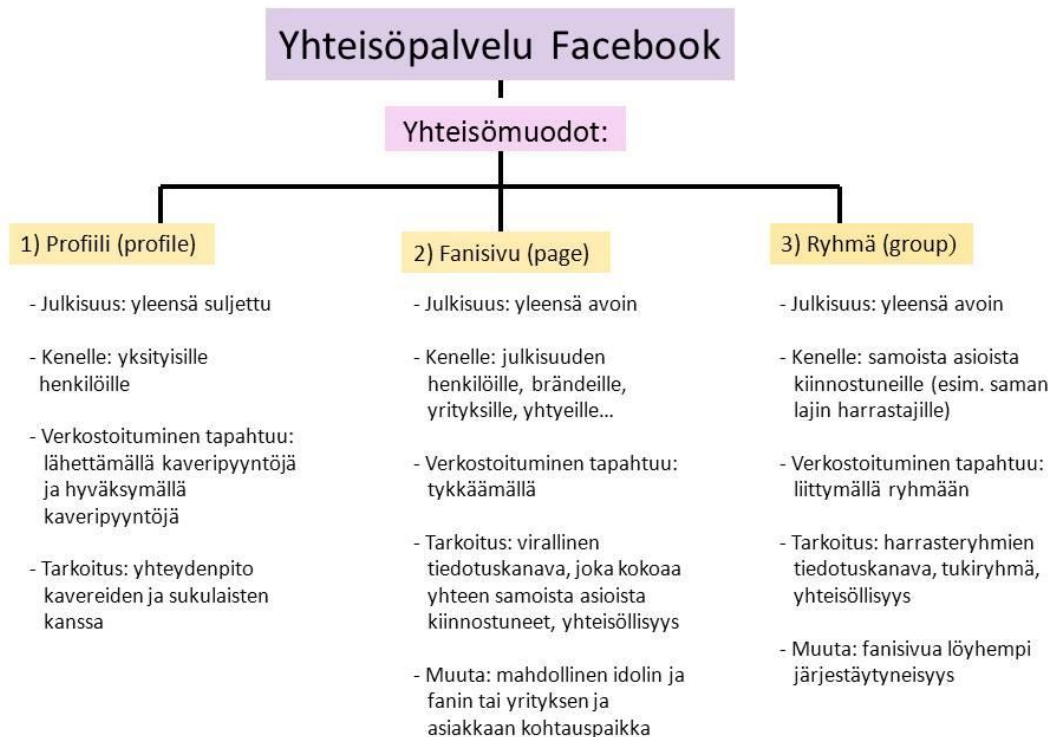 Yhteisöpalvelu Facebook
Yhteisömuodot:
1) Profiili (profile)
- Julkisuus: yleensä suljettu
- Kenelle: yksityisille
henkilöille
- Verkostoituminen tapahtuu:
lähettämällä kaveripyyntöjä
ja hyväksymällä
kaveripyyntöjä
- Tarkoitus: yhteydenpito
kavereiden ja sukulaisten
kanssa
2) Fanisivu (page)
- Julkisuus: yleensä avoin
- Kenelle: julkisuuden
henkilöille, brändeille,
yrityksille, yhtyeille...
- Verkostoituminen tapahtuu:
tykkäämällä
- Tarkoitus: virallinen
tiedotuskanava, joka kokoaa
yhteen samoista asioista
kiinnostuneet, yhteisöllisyys
- Muuta: mahdollinen idolin ja
fanin tai yrityksen ja
asiakkaan kohtauspaikka
3) Ryhmä (group)
- Julkisuus: yleensä avoin
- Kenelle: samoista asioista
kiinnostuneille (esim. saman
lajin harrastajille)
- Verkostoituminen tapahtuu:
liittymällä ryhmään
- Tarkoitus: harrasteryhmien
tiedotuskanava, tukiryhmä,
yhteisöllisyys
- Muuta: fanisivua löyhempi
järjestäytyneisyys